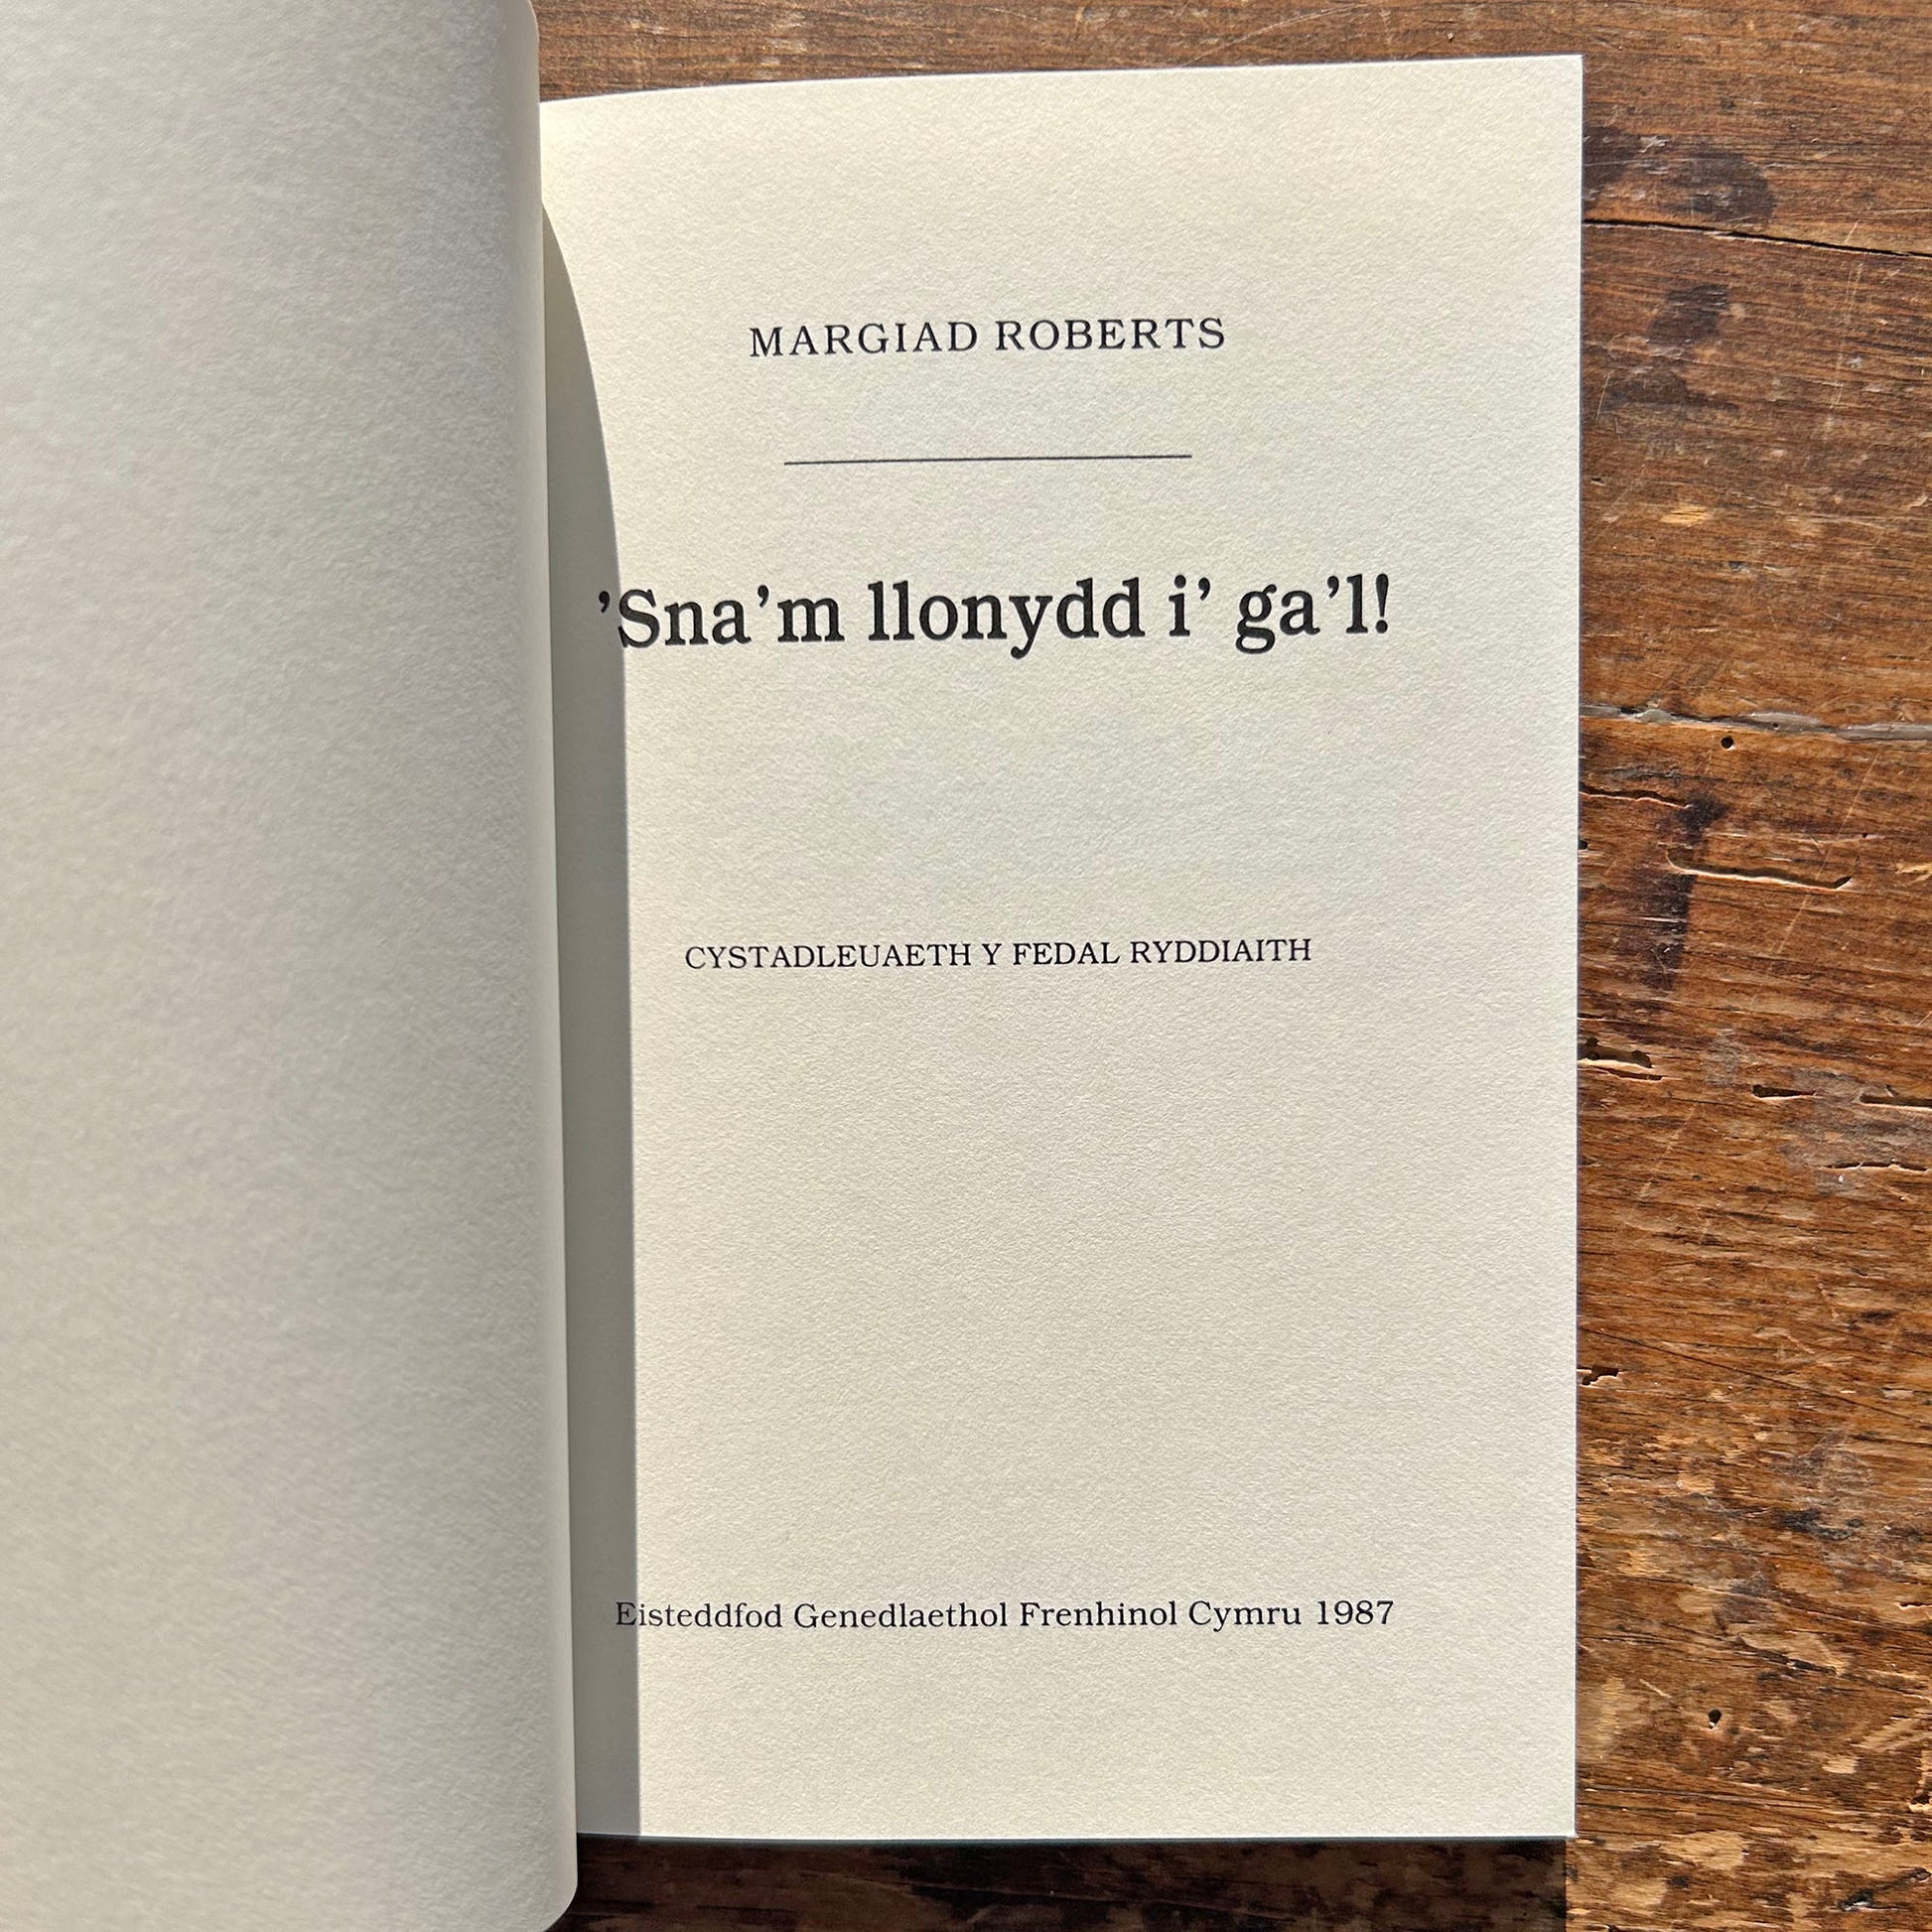 MARGIAD ROBERTS
’Sna’m llonydd i’ ga’l!
CYSTADLEUAETH Y FEDAL RYDDIAITH
Eisteddfod Genedlaethol Frenhinol Cymru 1987